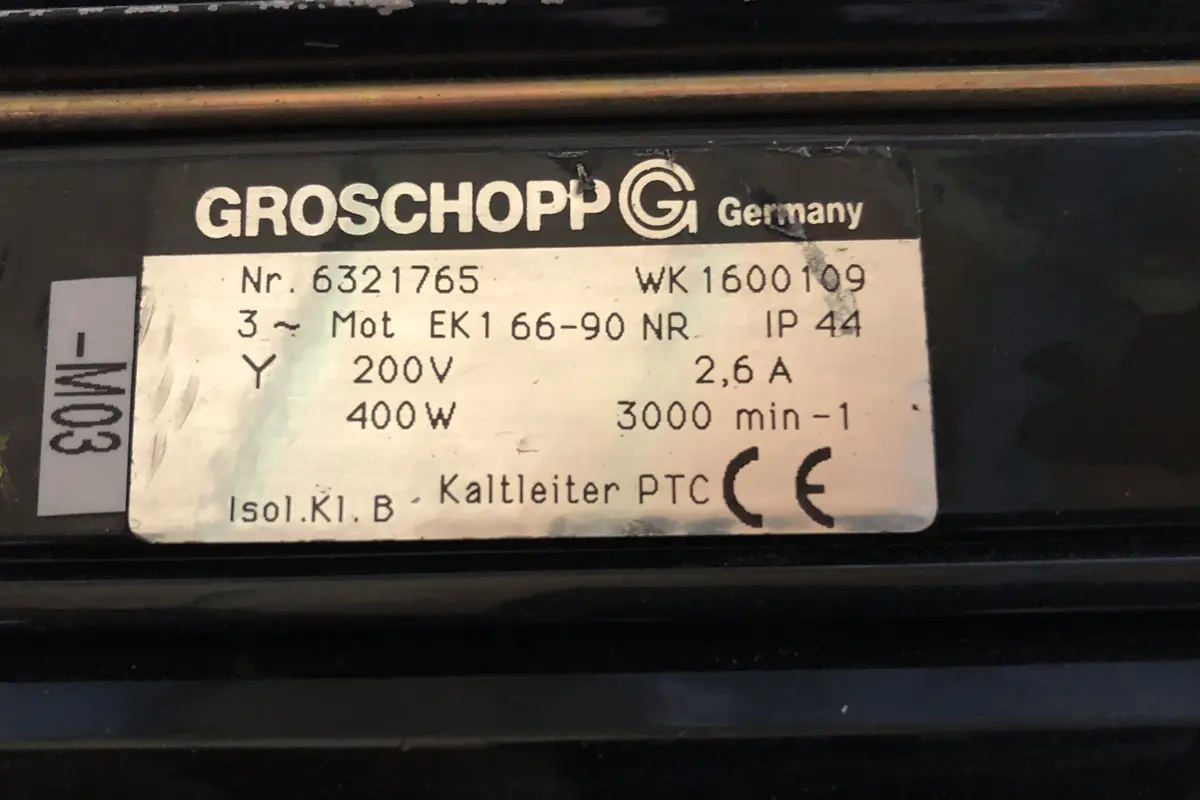 GROSCHOPP G Germany
Nr. 6321765 WK 1600109
3 ~ Mot EK1 66-90 NR. IP 44
Y 200V 2,6 A
400W 3000 min -1
Isol.Kl. B - Kaltleiter PTC CE
-M03